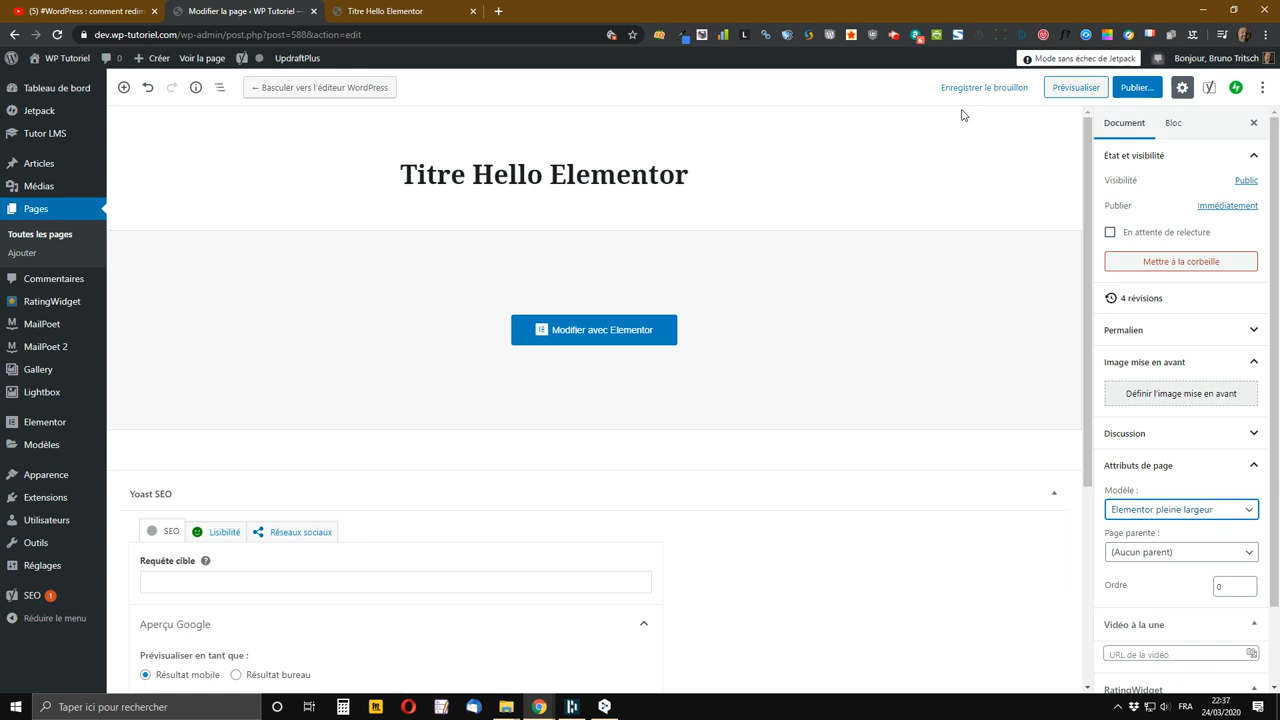 (5) #WordPress : comment redim
Modifier la page ‹ WP Tutoriel —
Titre Hello Elementor
dev.wp-tutoriel.com/wp-admin/post.php?post=588&action=edit
WP Tutoriel
0
Créer
Voir la page
UpdraftPlus
Mode sans échec de Jetpack
Bonjour, Bruno Tritsch
Tableau de bord
Jetpack
Tutor LMS
Articles
Médias
Pages
Toutes les pages
Ajouter
Commentaires
RatingWidget
MailPoet
MailPoet 2
Gallery
Lightbox
Elementor
Modèles
Apparence
Extensions
Utilisateurs
Outils
Réglages
SEO 1
Réduire le menu
← Basculer vers l'éditeur WordPress
Enregistrer le brouillon
Prévisualiser
Publier...
Titre Hello Elementor
Modifier avec Elementor
Yoast SEO
SEO
Lisibilité
Réseaux sociaux
Requête cible
Aperçu Google
Prévisualiser en tant que :
Résultat mobile
Résultat bureau
Document
Bloc
État et visibilité
Visibilité
Public
Publier
Immédiatement
En attente de relecture
Mettre à la corbeille
4 révisions
Permalien
Image mise en avant
Définir l'image mise en avant
Discussion
Attributs de page
Modèle :
Elementor pleine largeur
Page parente :
(Aucun parent)
Ordre
0
Vidéo à la une
URL de la vidéo
RatingWidget
Taper ici pour rechercher
FRA
22:37
24/03/2020